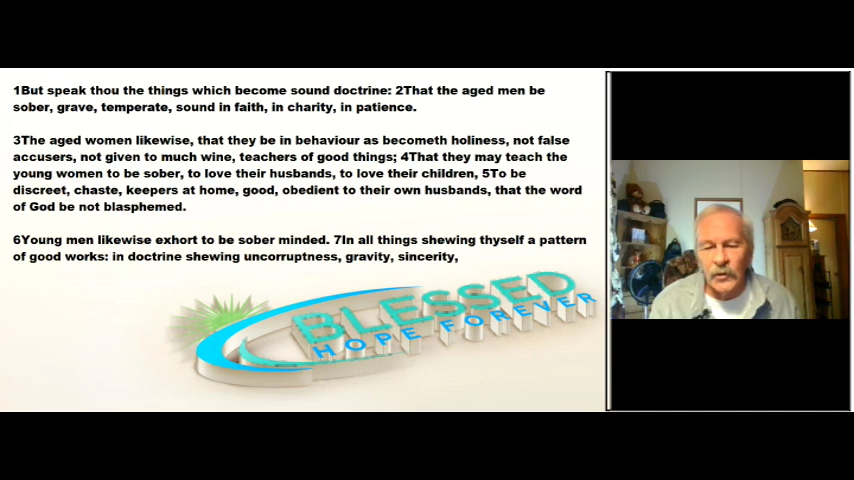 1But speak thou the things which become sound doctrine: 2That the aged men be
sober, grave, temperate, sound in faith, in charity, in patience.
3The aged women likewise, that they be in behaviour as becometh holiness, not false
accusers, not given to much wine, teachers of good things; 4That they may teach the
young women to be sober, to love their husbands, to love their children, 5To be
discreet, chaste, keepers at home, good, obedient to their own husbands, that the word
of God be not blasphemed.
6Young men likewise exhort to be sober minded. 7In all things shewing thyself a pattern
of good works: in doctrine shewing uncorruptness, gravity, sincerity,
BLESSED
HOPE FOREVER